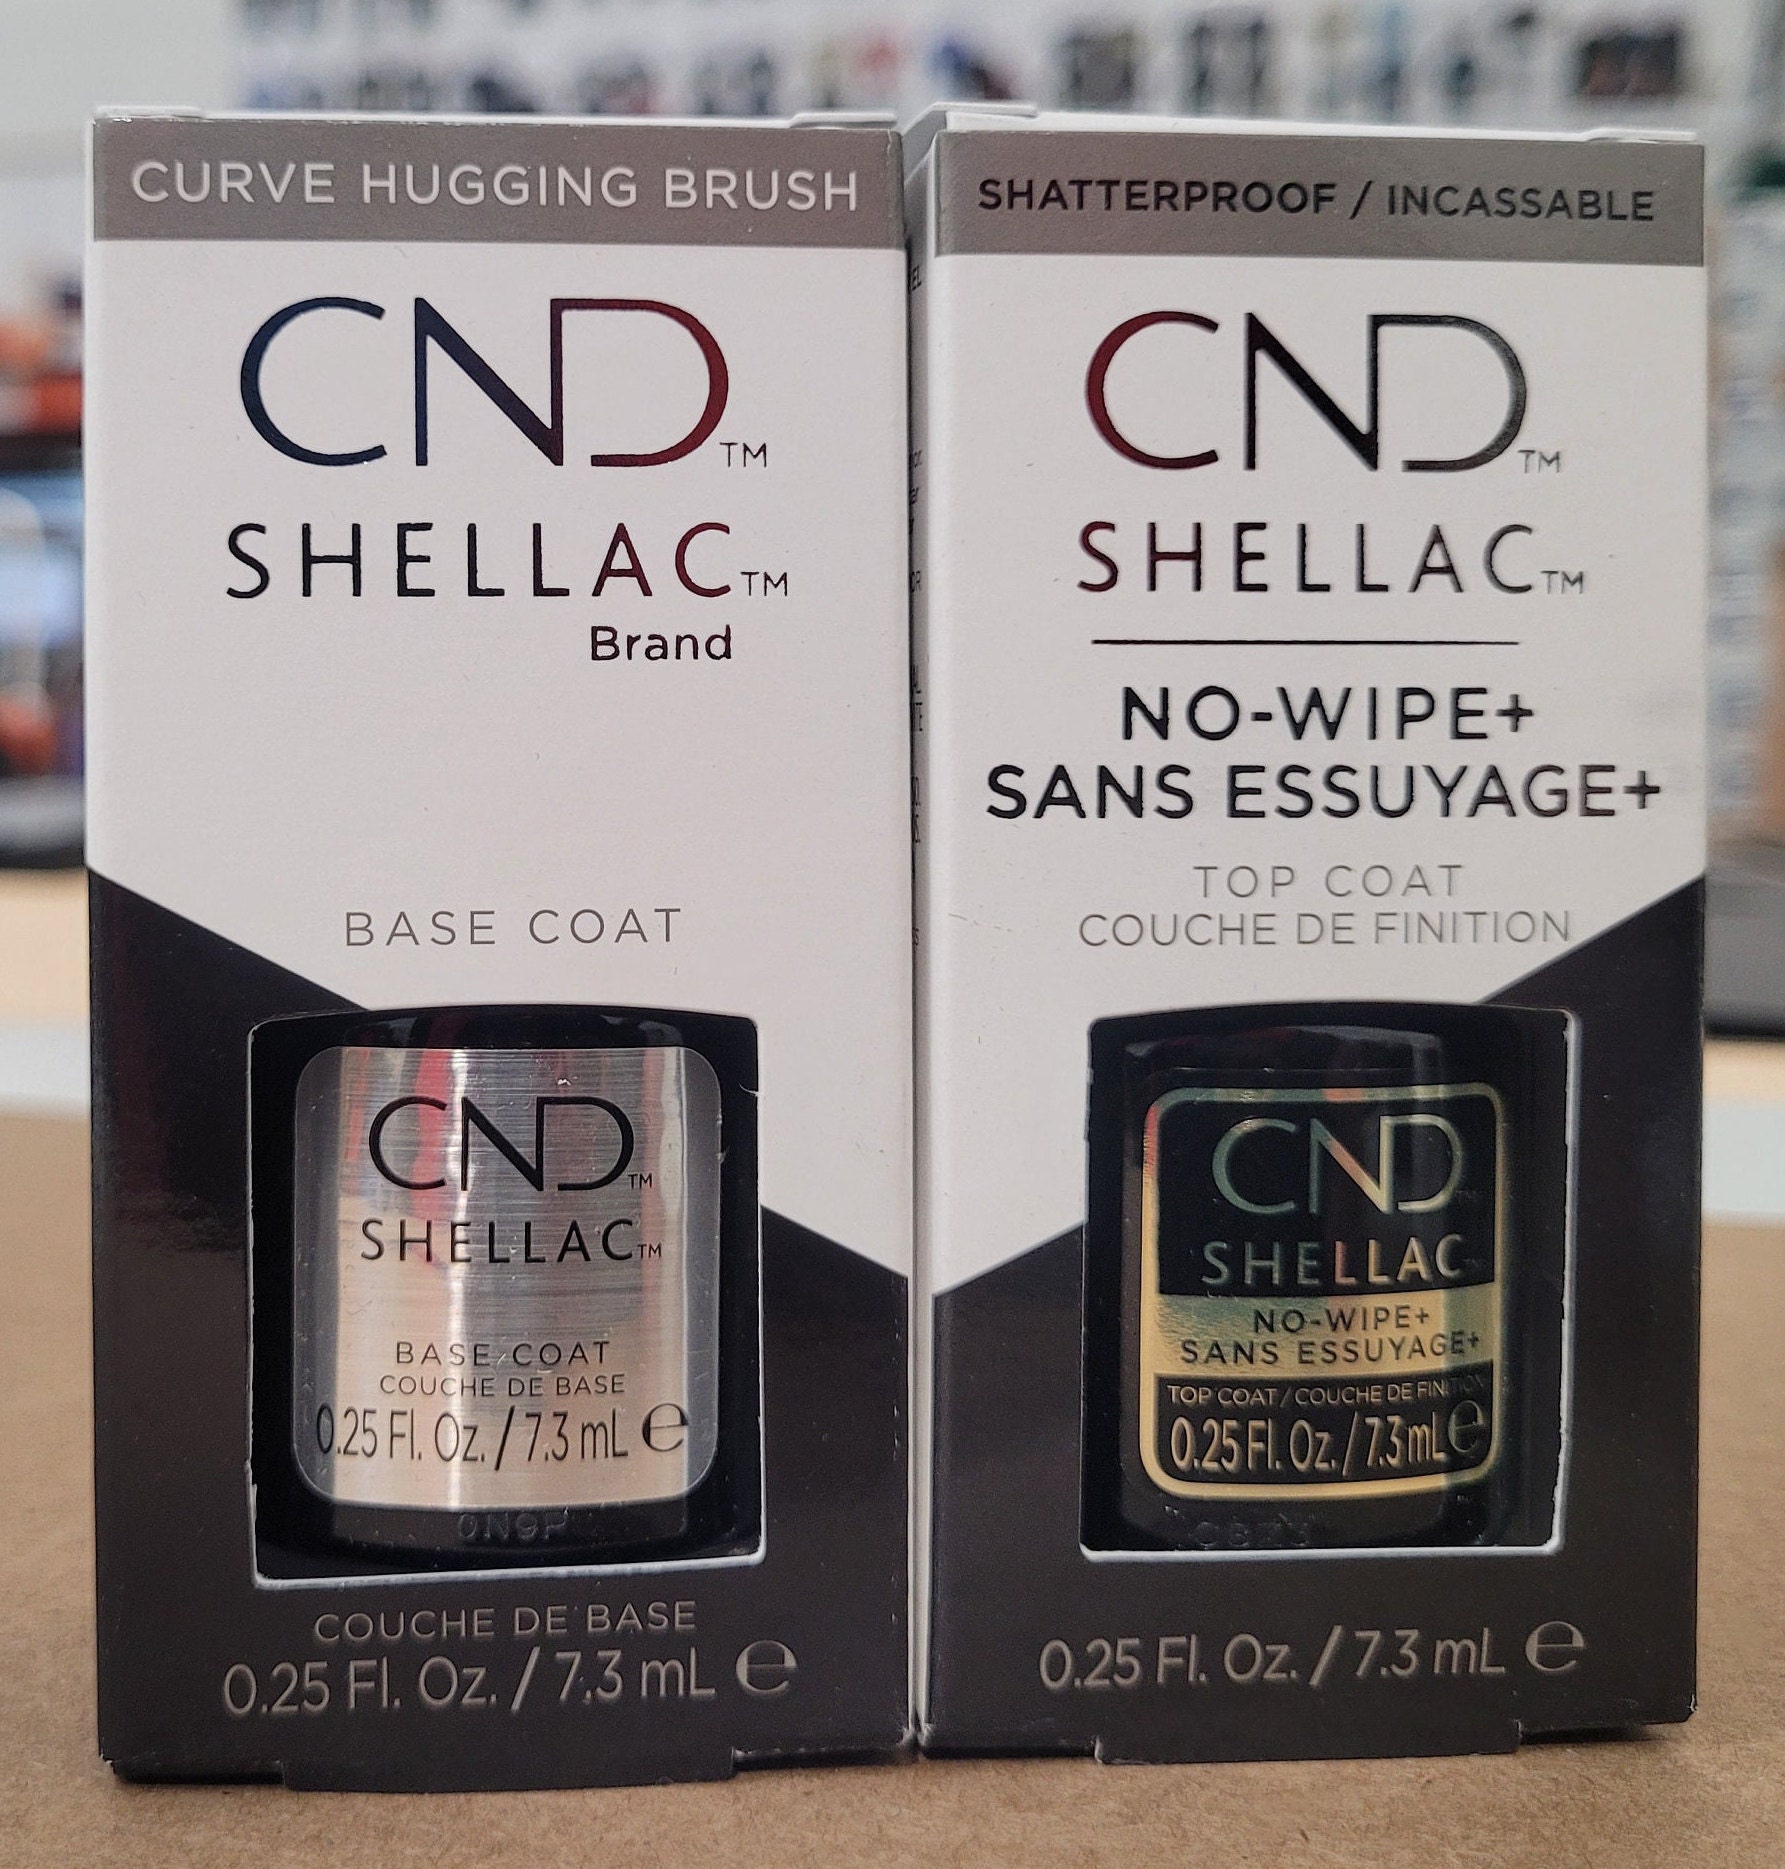 CURVE HUGGING BRUSH
CND™
SHELLAC™
Brand
BASE COAT
CND™
SHELLAC™
BASE COAT
COUCHE DE BASE
0.25 Fl. Oz. / 7.3 mL ℮
COUCHE DE BASE
0.25 Fl. Oz. / 7.3 mL ℮
SHATTERPROOF / INCASSABLE
CND™
SHELLAC™
NO-WIPE+
SANS ESSUYAGE+
TOP COAT
COUCHE DE FINITION
CND™
SHELLAC
NO-WIPE+
SANS ESSUYAGE+
TOP COAT / COUCHE DE FINITION
0.25 Fl. Oz. / 7.3 mL ℮
0.25 Fl. Oz. / 7.3 mL ℮